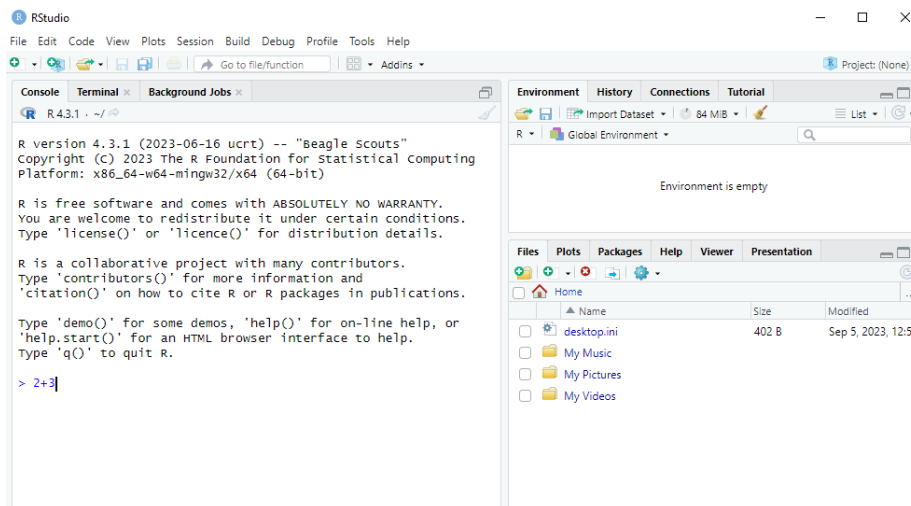 RStudio
File Edit Code View Plots Session Build Debug Profile Tools Help
Go to file/function
Addins
Project: (None)
Console Terminal Background Jobs
R 4.3.1 · ~/
R version 4.3.1 (2023-06-16 ucrt) -- "Beagle Scouts"
Copyright (C) 2023 The R Foundation for Statistical Computing
Platform: x86_64-w64-mingw32/x64 (64-bit)
R is free software and comes with ABSOLUTELY NO WARRANTY.
You are welcome to redistribute it under certain conditions.
Type 'license()' or 'licence()' for distribution details.
R is a collaborative project with many contributors.
Type 'contributors()' for more information and
'citation()' on how to cite R or R packages in publications.
Type 'demo()' for some demos, 'help()' for on-line help, or
'help.start()' for an HTML browser interface to help.
Type 'q()' to quit R.
> 2+3
Environment History Connections Tutorial
Import Dataset 84 MiB List
R Global Environment
Environment is empty
Files Plots Packages Help Viewer Presentation
Home
Name Size Modified
desktop.ini 402 B Sep 5, 2023, 12:5
My Music
My Pictures
My Videos